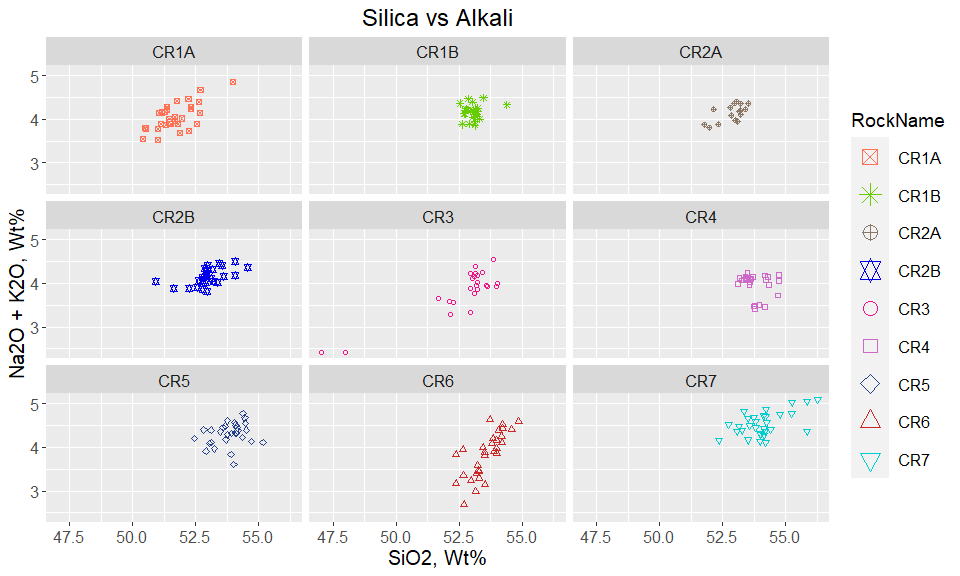 Silica vs Alkali
CR1A CR1B CR2A
5
4
3
CR2B CR3 CR4
5
4
3
CR5 CR6 CR7
5
4
3
47.5 50.0 52.5 55.0 47.5 50.0 52.5 55.0 47.5 50.0 52.5 55.0
SiO2, Wt%
Na2O + K2O, Wt%
RockName
CR1A
CR1B
CR2A
CR2B
CR3
CR4
CR5
CR6
CR7